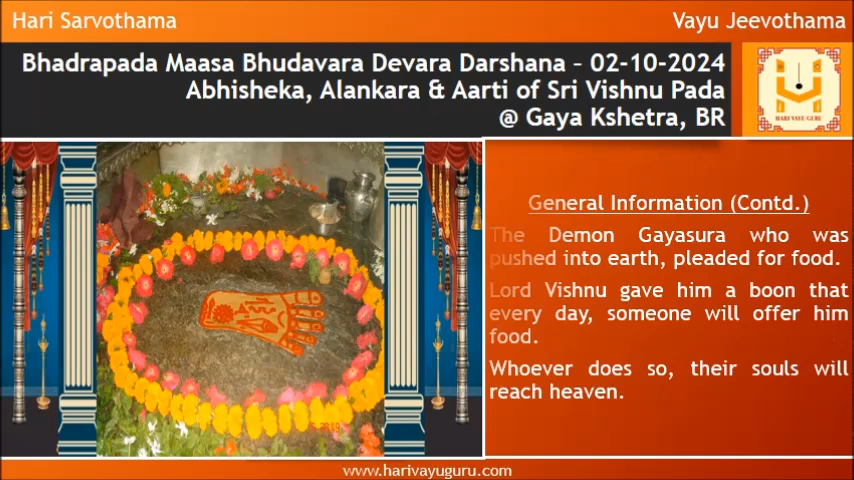 Hari Sarvothama
Vayu Jeevothama
Bhadrapada Maasa Bhudavara Devara Darshana – 02-10-2024
Abhisheka, Alankara & Aarti of Sri Vishnu Pada
@ Gaya Kshetra, BR
HARI VAYU GURU
General Information (Contd.)
The Demon Gayasura who was
pushed into earth, pleaded for food.
Lord Vishnu gave him a boon that
every day, someone will offer him
food.
Whoever does so, their souls will
reach heaven.
www.harivayuguru.com